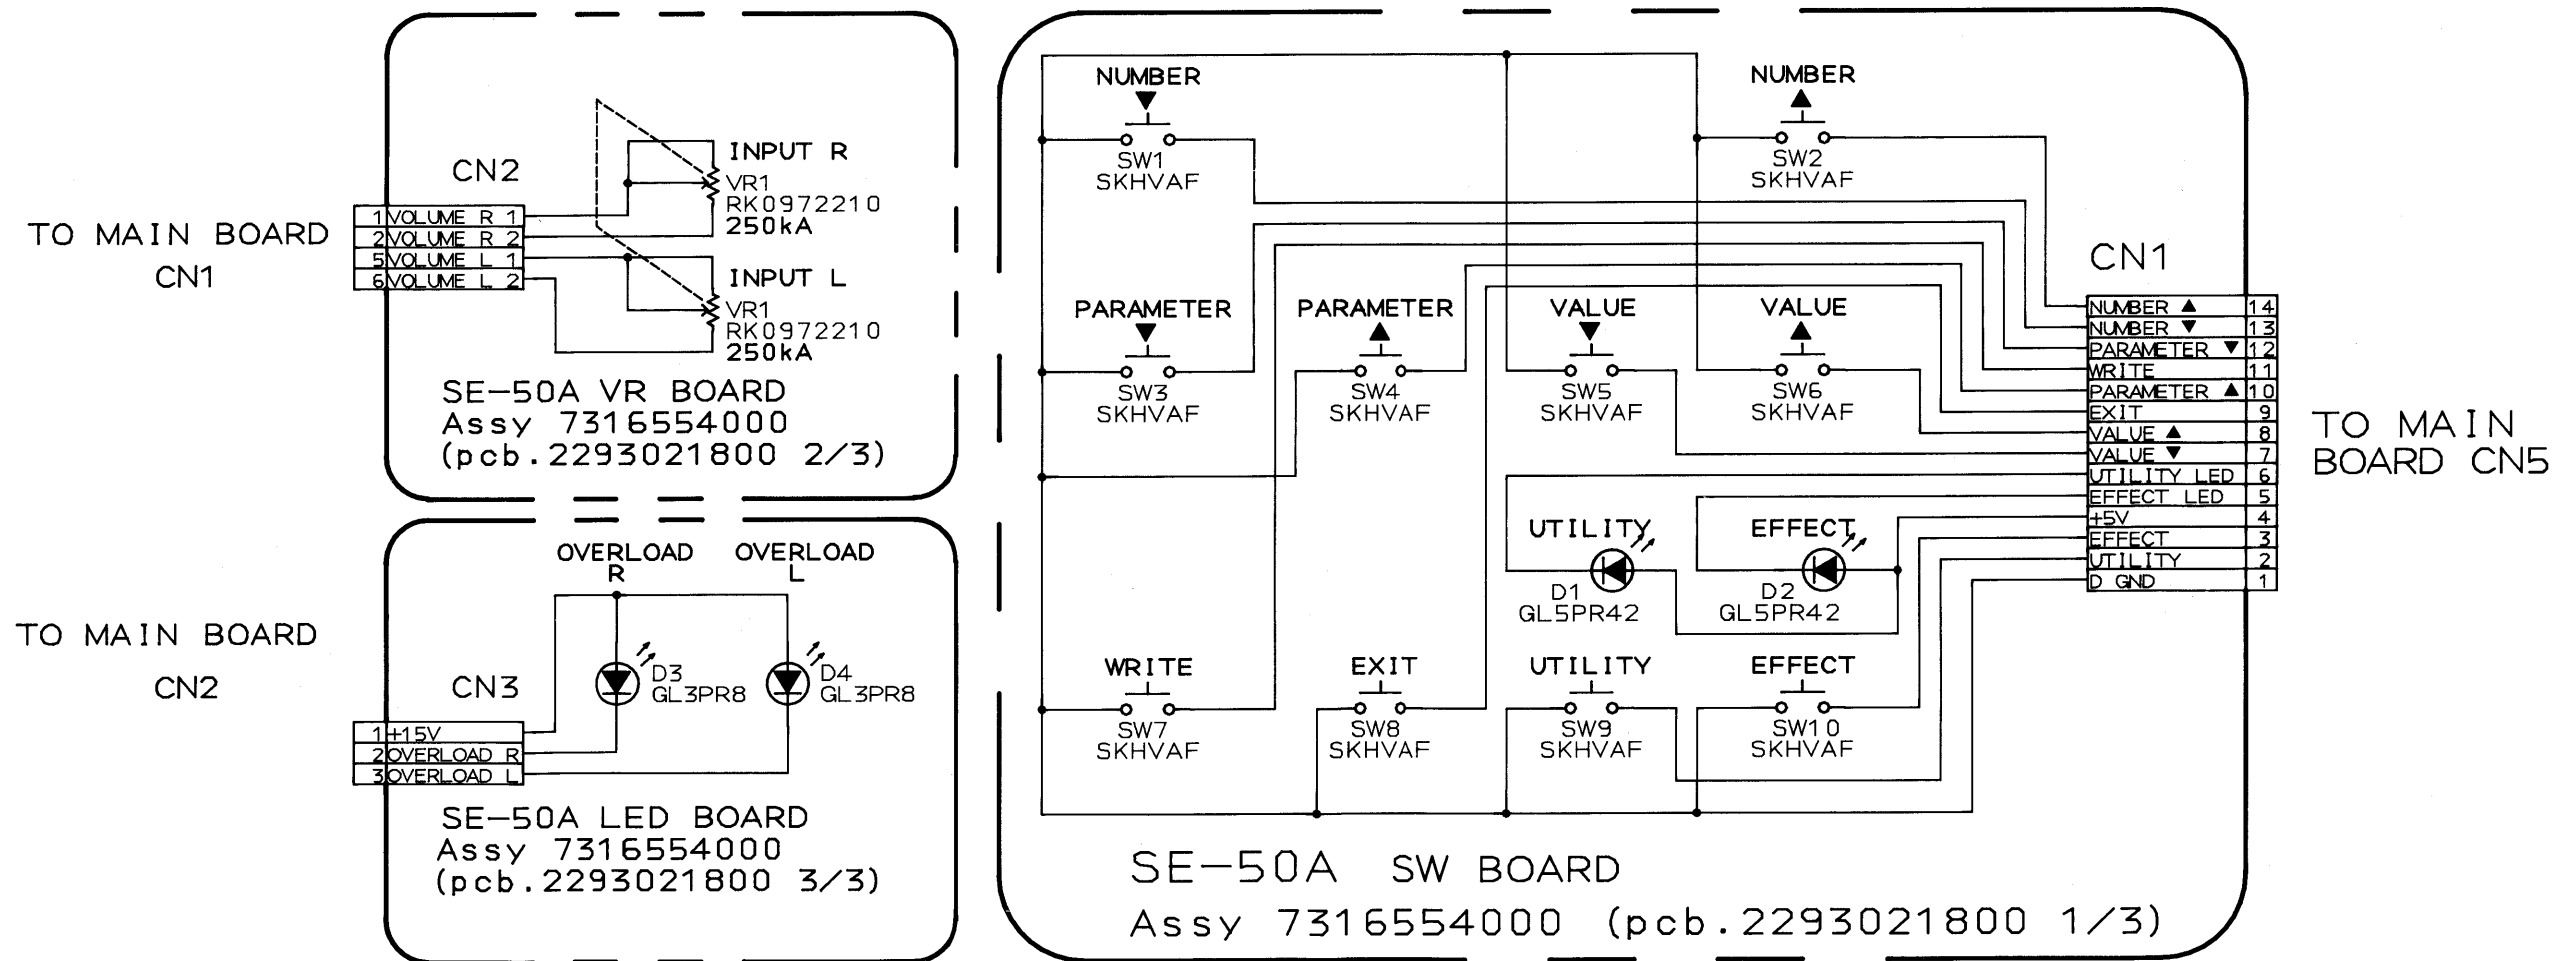 CN2
INPUT R
VR1
RK0972210
250kA
TO MAIN BOARD
CN1
1 VOLUME R 1
2 VOLUME R 2
5 VOLUME L 1
6 VOLUME L 2
INPUT L
VR1
RK0972210
250kA
SE-50A VR BOARD
Assy 7316554000
(pcb.2293021800 2/3)
OVERLOAD R
OVERLOAD L
TO MAIN BOARD
CN2
CN3
D3
GL3PR8
D4
GL3PR8
1 +15V
2 OVERLOAD R
3 OVERLOAD L
SE-50A LED BOARD
Assy 7316554000
(pcb.2293021800 3/3)
NUMBER ▼
SW1
SKHVAF
NUMBER ▲
SW2
SKHVAF
PARAMETER ▼
SW3
SKHVAF
PARAMETER ▲
SW4
SKHVAF
VALUE ▼
SW5
SKHVAF
VALUE ▲
SW6
SKHVAF
UTILITY
D1
GL5PR42
EFFECT
D2
GL5PR42
WRITE
SW7
SKHVAF
EXIT
SW8
SKHVAF
UTILITY
SW9
SKHVAF
EFFECT
SW10
SKHVAF
CN1
NUMBER ▲ 14
NUMBER ▼ 13
PARAMETER ▼ 12
WRITE 11
PARAMETER ▲ 10
EXIT 9
VALUE ▲ 8
VALUE ▼ 7
UTILITY LED 6
EFFECT LED 5
+5V 4
EFFECT 3
UTILITY 2
D GND 1
TO MAIN
BOARD CN5
SE-50A SW BOARD
Assy 7316554000 (pcb.2293021800 1/3)